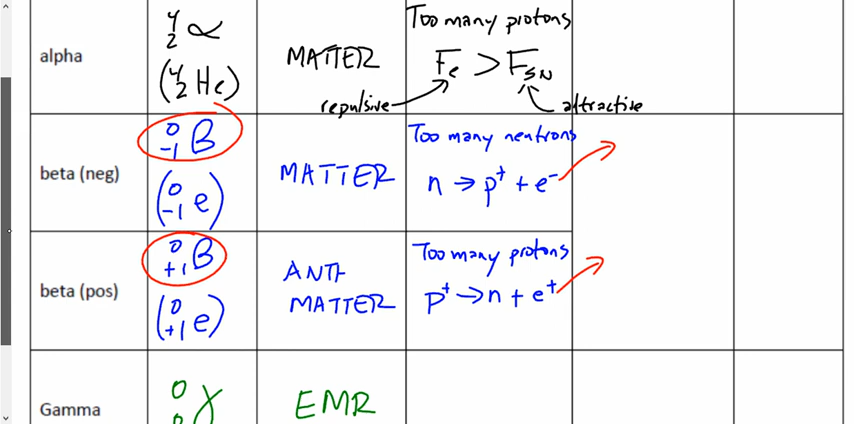 alpha
4
2 α
(4
2 He)
MATTER
Too many protons
Fe > FSN
repulsive
attractive
beta (neg)
0
-1 β
(0
-1 e)
MATTER
Too many neutrons
n → p+ + e-
beta (pos)
0
+1 β
(0
+1 e)
ANTI
MATTER
Too many protons
p+ → n + e+
Gamma
0
0 γ
EMR